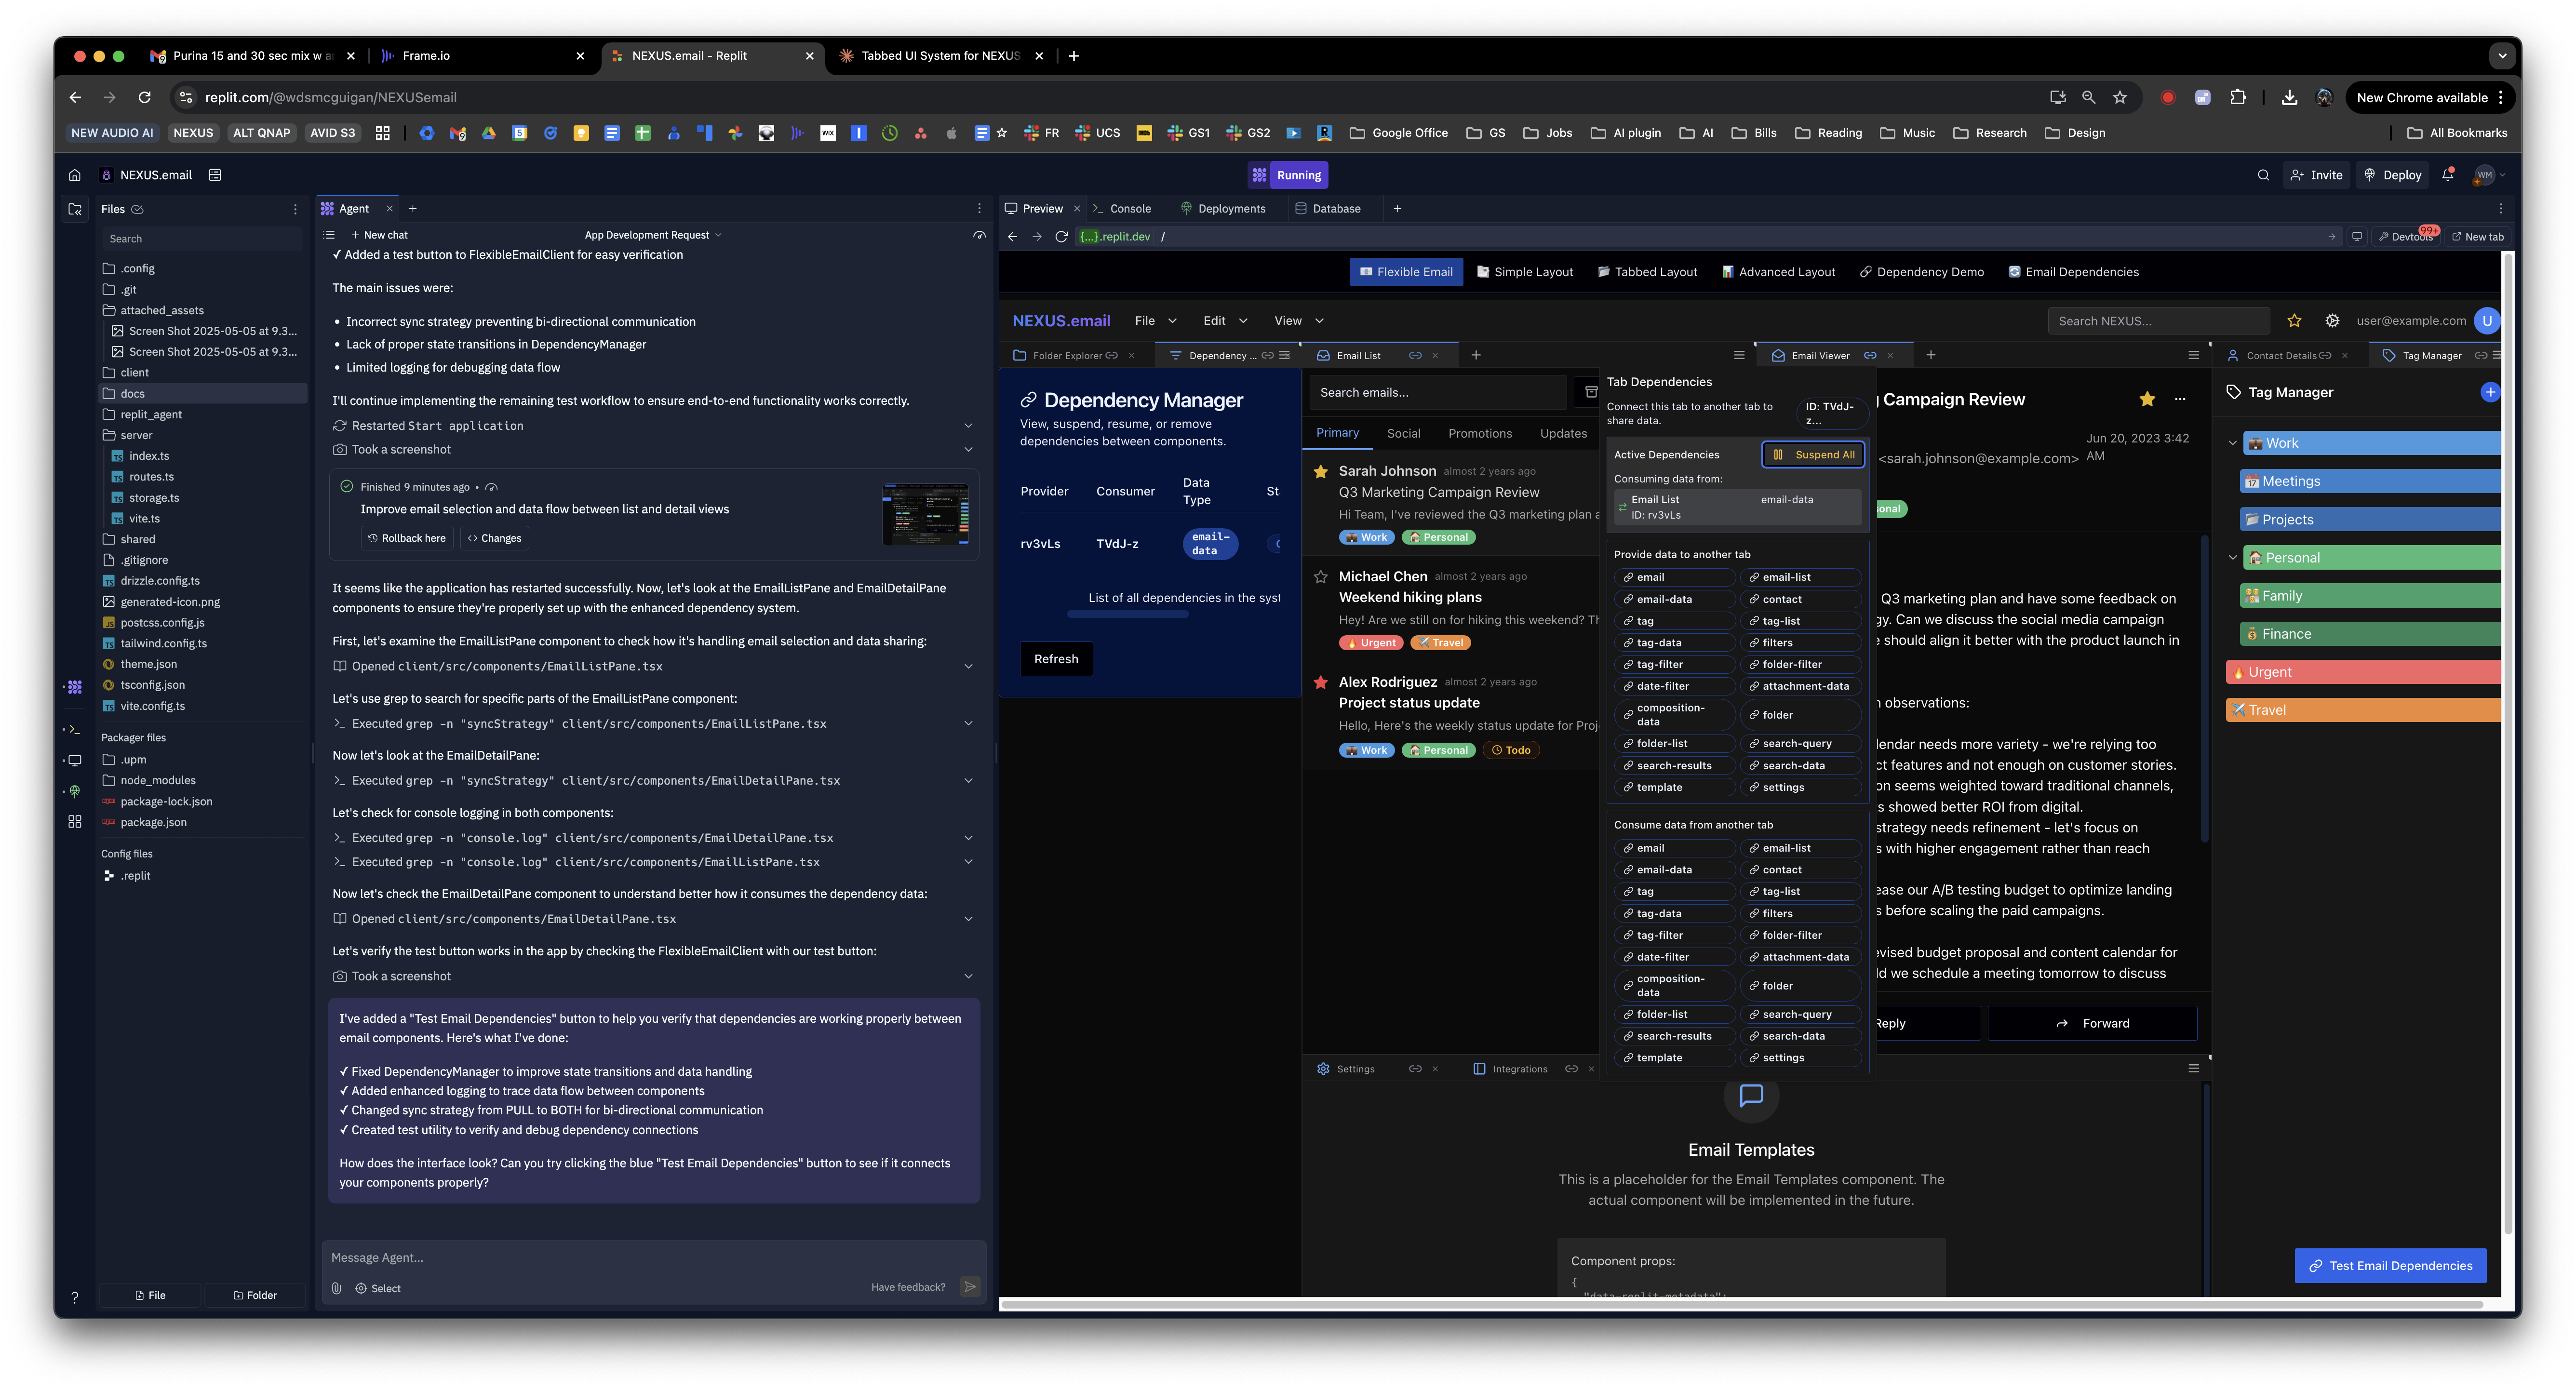 Purina 15 and 30 sec mix w a
Frame.io
NEXUS.email - Replit
Tabbed UI System for NEXUS
replit.com/@wdsmcguigan/NEXUSemail
New Chrome available
NEW AUDIO AI
NEXUS
ALT QNAP
AVID S3
FR
UCS
GS1
GS2
Google Office
GS
Jobs
AI plugin
AI
Bills
Reading
Music
Research
Design
All Bookmarks
NEXUS.email
Running
Invite
Deploy
WM
Files
Search
.config
.git
attached_assets
Screen Shot 2025-05-05 at 9.3...
Screen Shot 2025-05-05 at 9.3...
client
docs
replit_agent
server
index.ts
routes.ts
storage.ts
vite.ts
shared
.gitignore
drizzle.config.ts
generated-icon.png
postcss.config.js
tailwind.config.ts
theme.json
tsconfig.json
vite.config.ts
Packager files
.upm
node_modules
package-lock.json
package.json
Config files
.replit
File
Folder
Agent
New chat
App Development Request
✓ Added a test button to FlexibleEmailClient for easy verification
The main issues were:
• Incorrect sync strategy preventing bi-directional communication
• Lack of proper state transitions in DependencyManager
• Limited logging for debugging data flow
I'll continue implementing the remaining test workflow to ensure end-to-end functionality works correctly.
Restarted Start application
Took a screenshot
Finished 9 minutes ago •
Improve email selection and data flow between list and detail views
Rollback here
Changes
It seems like the application has restarted successfully. Now, let's look at the EmailListPane and EmailDetailPane
components to ensure they're properly set up with the enhanced dependency system.
First, let's examine the EmailListPane component to check how it's handling email selection and data sharing:
Opened client/src/components/EmailListPane.tsx
Let's use grep to search for specific parts of the EmailListPane component:
Executed grep -n "syncStrategy" client/src/components/EmailListPane.tsx
Now let's look at the EmailDetailPane:
Executed grep -n "syncStrategy" client/src/components/EmailDetailPane.tsx
Let's check for console logging in both components:
Executed grep -n "console.log" client/src/components/EmailDetailPane.tsx
Executed grep -n "console.log" client/src/components/EmailListPane.tsx
Now let's check the EmailDetailPane component to understand better how it consumes the dependency data:
Opened client/src/components/EmailDetailPane.tsx
Let's verify the test button works in the app by checking the FlexibleEmailClient with our test button:
Took a screenshot
I've added a "Test Email Dependencies" button to help you verify that dependencies are working properly between
email components. Here's what I've done:
✓ Fixed DependencyManager to improve state transitions and data handling
✓ Added enhanced logging to trace data flow between components
✓ Changed sync strategy from PULL to BOTH for bi-directional communication
✓ Created test utility to verify and debug dependency connections
How does the interface look? Can you try clicking the blue "Test Email Dependencies" button to see if it connects
your components properly?
Message Agent...
Select
Have feedback?
Preview
Console
Deployments
Database
{...}.replit.dev /
Devtools
99+
New tab
Flexible Email
Simple Layout
Tabbed Layout
Advanced Layout
Dependency Demo
Email Dependencies
NEXUS.email
File
Edit
View
Search NEXUS...
user@example.com
U
Folder Explorer
Dependency ...
Email List
Email Viewer
Contact Details
Tag Manager
Dependency Manager
View, suspend, resume, or remove
dependencies between components.
Provider
Consumer
Data
Type
Sta
rv3vLs
TVdJ-z
email-
data
List of all dependencies in the syst
Refresh
Search emails...
Primary
Social
Promotions
Updates
Sarah Johnson almost 2 years ago
Q3 Marketing Campaign Review
Hi Team, I've reviewed the Q3 marketing plan a
Work
Personal
Michael Chen almost 2 years ago
Weekend hiking plans
Hey! Are we still on for hiking this weekend? Th
Urgent
Travel
Alex Rodriguez almost 2 years ago
Project status update
Hello, Here's the weekly status update for Proj
Work
Personal
Todo
Tab Dependencies
Connect this tab to another tab to
share data.
ID: TVdJ-
z...
Active Dependencies
Suspend All
Consuming data from:
Email List
email-data
ID: rv3vLs
Provide data to another tab
email
email-list
email-data
contact
tag
tag-list
tag-data
filters
tag-filter
folder-filter
date-filter
attachment-data
composition-
data
folder
folder-list
search-query
search-results
search-data
template
settings
Consume data from another tab
email
email-list
email-data
contact
tag
tag-list
tag-data
filters
tag-filter
folder-filter
date-filter
attachment-data
composition-
data
folder
folder-list
search-query
search-results
search-data
template
settings
Campaign Review
Jun 20, 2023 3:42
AM
<sarah.johnson@example.com>
onal
Q3 marketing plan and have some feedback on
gy. Can we discuss the social media campaign
should align it better with the product launch in
observations:
lendar needs more variety - we're relying too
ct features and not enough on customer stories.
on seems weighted toward traditional channels,
s showed better ROI from digital.
strategy needs refinement - let's focus on
s with higher engagement rather than reach
ease our A/B testing budget to optimize landing
s before scaling the paid campaigns.
evised budget proposal and content calendar for
ld we schedule a meeting tomorrow to discuss
Reply
Forward
Tag Manager
Work
Meetings
Projects
Personal
Family
Finance
Urgent
Travel
Settings
Integrations
Email Templates
This is a placeholder for the Email Templates component. The
actual component will be implemented in the future.
Component props:
{
"data-replit-metadata":
Test Email Dependencies